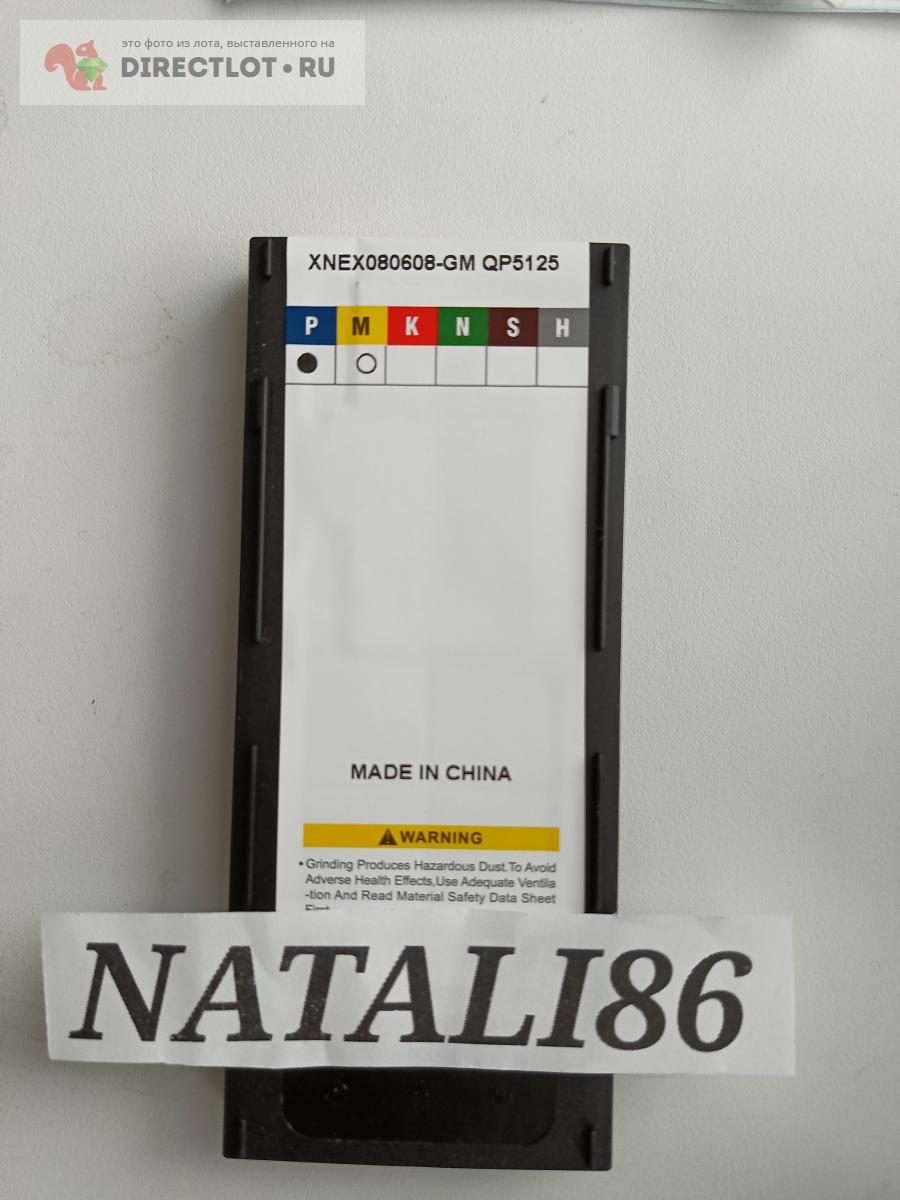 это фото из лота, выставленного на
DIRECTLOT•RU
XNEX080608-GM QP5125
P M K N S H
MADE IN CHINA
WARNING
•Grinding Produces Hazardous Dust.To Avoid
Adverse Health Effects,Use Adequate Ventila
-tion And Read Material Safety Data Sheet
NATALI86